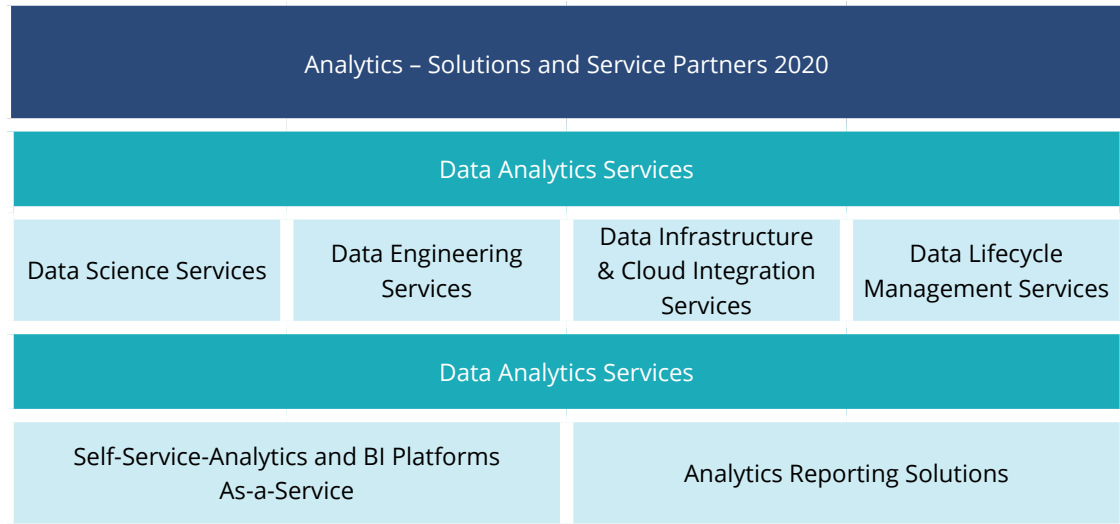 Analytics – Solutions and Service Partners 2020
Data Analytics Services
Data Science Services
Data Engineering
Services
Data Infrastructure
& Cloud Integration
Services
Data Lifecycle
Management Services
Data Analytics Services
Self-Service-Analytics and BI Platforms
As-a-Service
Analytics Reporting Solutions